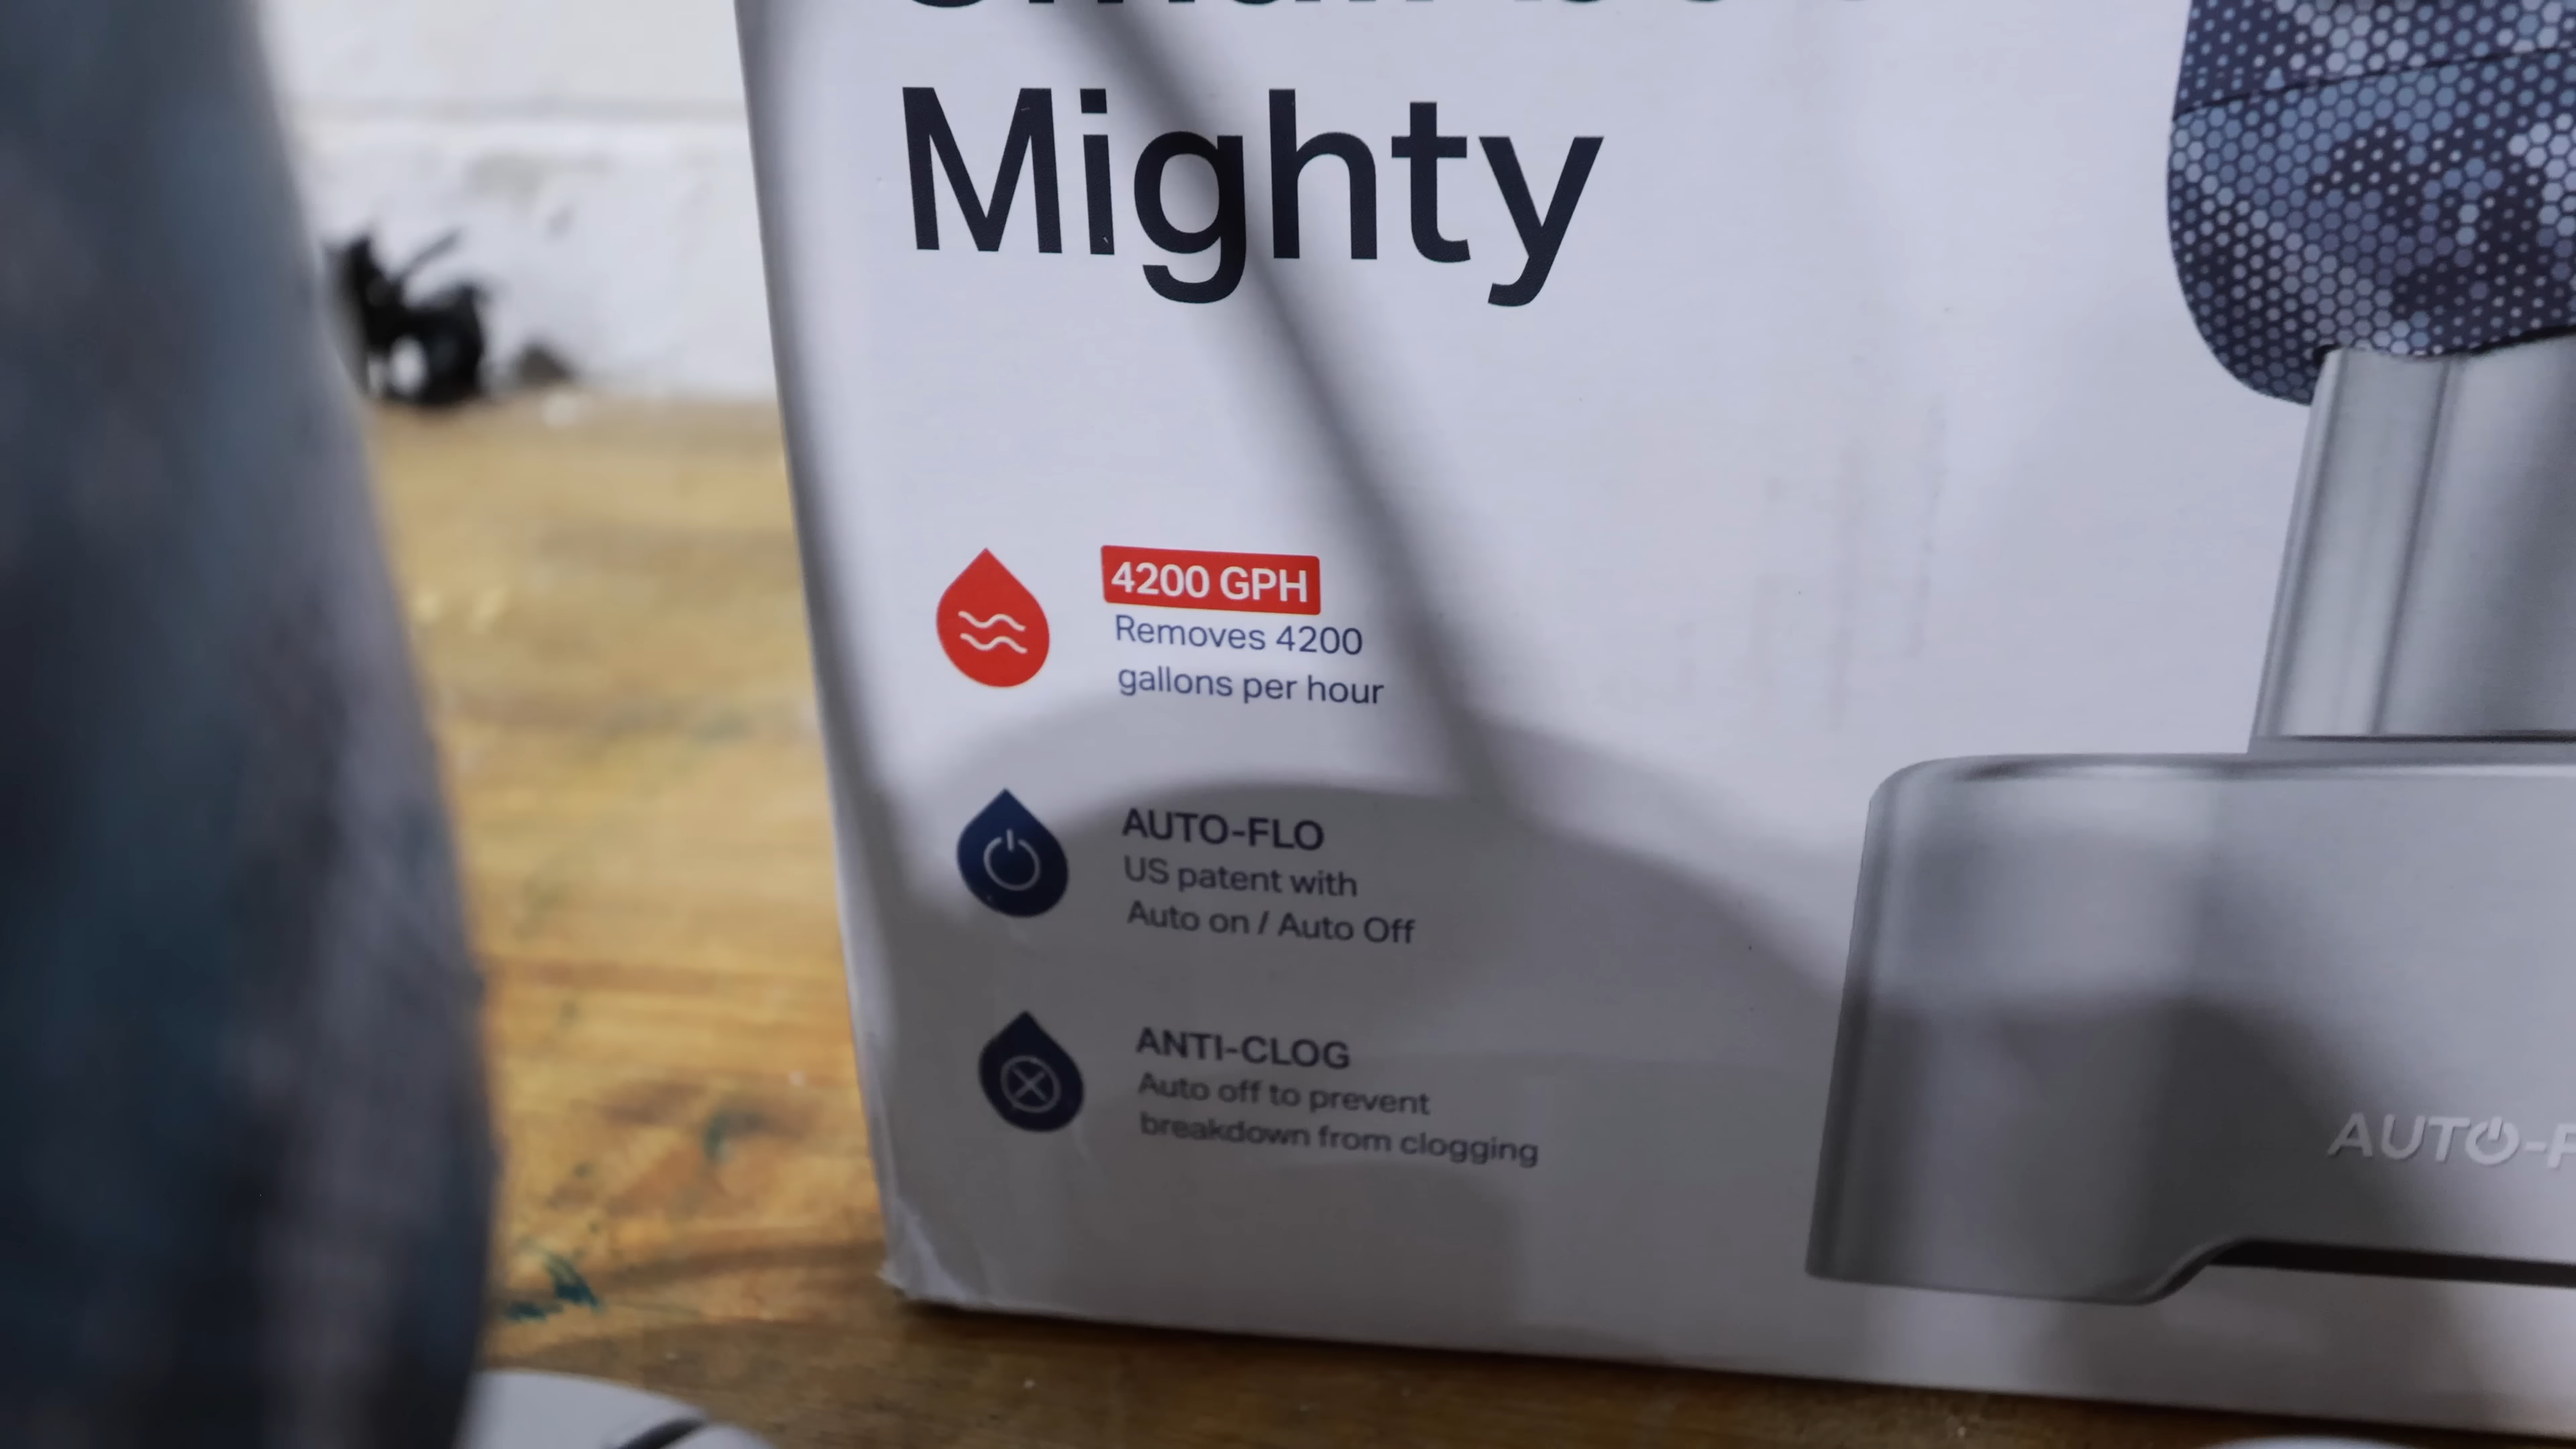 Mighty
4200 GPH
Removes 4200
gallons per hour
AUTO-FLO
US patent with
Auto on / Auto Off
ANTI-CLOG
Auto off to prevent
breakdown from clogging